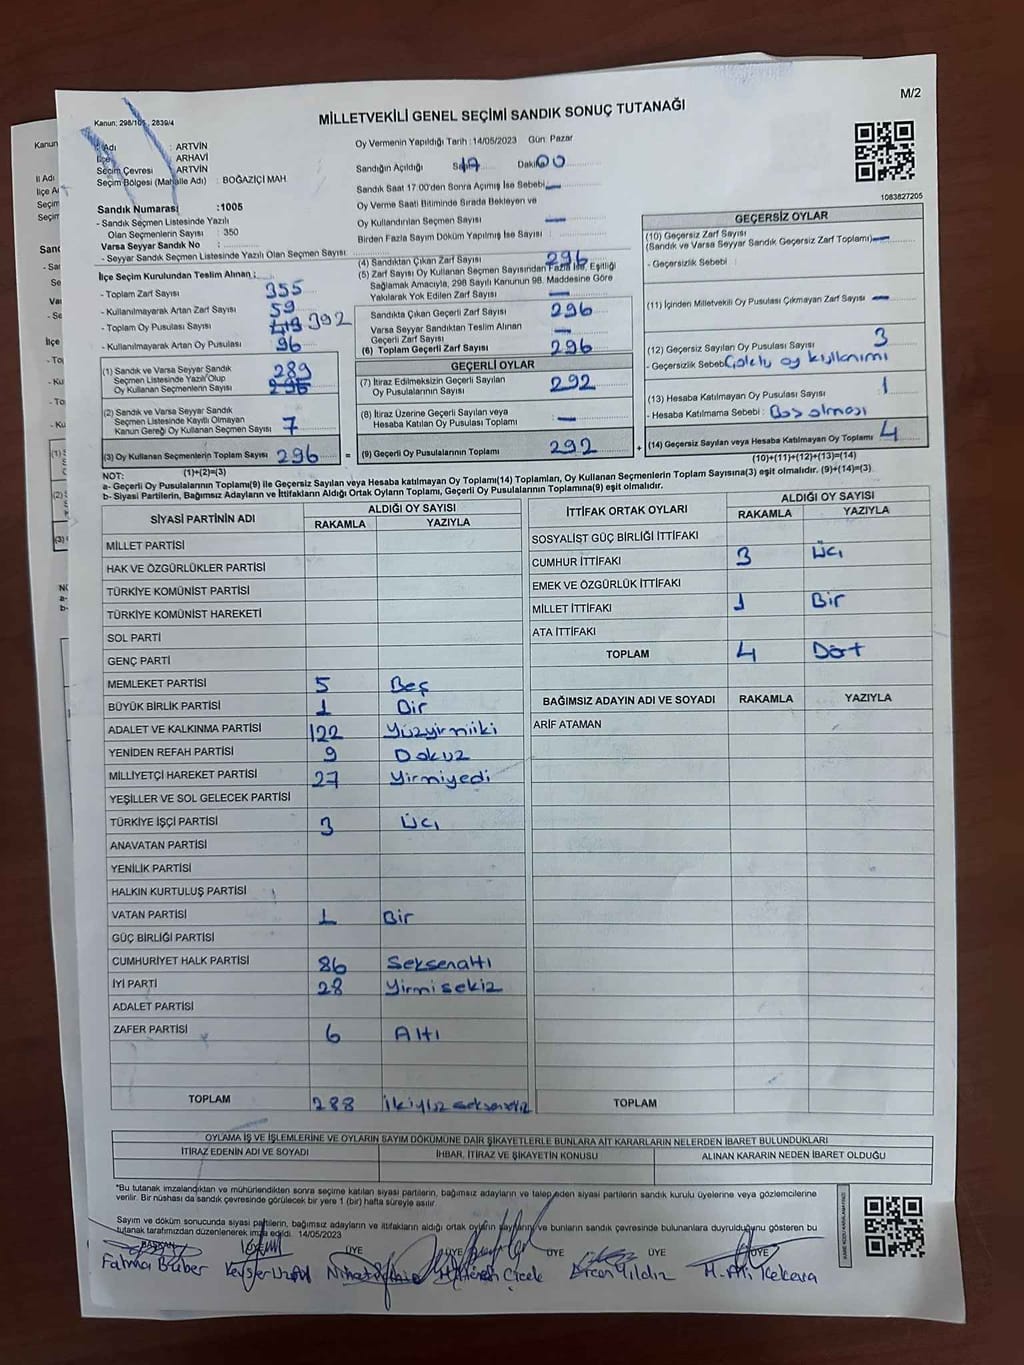 M/2
MİLLETVEKİLİ GENEL SEÇİMİ SANDIK SONUÇ TUTANAĞI
Kanun: 298/105, 2839/4
İl Adı : ARTVİN
İlçe : ARHAVİ
Seçim Çevresi : ARTVİN
Seçim Bölgesi (Mahalle Adı) : BOĞAZİÇİ MAH.
Oy Vermenin Yapıldığı Tarih :14/05/2023 Gün: Pazar
Sandığın Açıldığı Saat 17 Dakika 00
Sandık Saat 17.00'den Sonra Açımış İse Sebebi —
Oy Verme Saati Bitiminde Sırada Bekleyen ve
Oy Kullandırılan Seçmen Sayısı —
Birden Fazla Sayım Döküm Yapılmış İse Sayısı :
1083827205
Sandık Numarası :1005
- Sandık Seçmen Listesinde Yazılı
Olan Seçmenlerin Sayısı : 350
Varsa Seyyar Sandık No :
- Seyyar Sandık Seçmen Listesinde Yazılı Olan Seçmen Sayısı :
İlçe Seçim Kurulundan Teslim Alınan :
- Toplam Zarf Sayısı 355
- Kullanılmayarak Artan Zarf Sayısı 59
- Toplam Oy Pusulası Sayısı 392
- Kullanılmayarak Artan Oy Pusulası 96
(1) Sandık ve Varsa Seyyar Sandık
Seçmen Listesinde Yazılı Olup
Oy Kullanan Seçmenlerin Sayısı 289
(2) Sandık ve Varsa Seyyar Sandık
Seçmen Listesinde Kayıtlı Olmayan
Kanun Gereği Oy Kullanan Seçmen Sayısı 7
(3) Oy Kullanan Seçmenlerin Toplam Sayısı 296 =
(1)+(2)=(3)
(4) Sandıktan Çıkan Zarf Sayısı 296
(5) Zarf Sayısı Oy Kullanan Seçmen Sayısından Fazla İse, Eşitliği
Sağlamak Amacıyla, 298 Sayılı Kanunun 98. Maddesine Göre
Yakılarak Yok Edilen Zarf Sayısı —
Sandıkta Çıkan Geçerli Zarf Sayısı 296
Varsa Seyyar Sandıktan Teslim Alınan
Geçerli Zarf Sayısı —
(6) Toplam Geçerli Zarf Sayısı 296
GEÇERLİ OYLAR
(7) İtiraz Edilmeksizin Geçerli Sayılan
Oy Pusulalarının Sayısı 292
(8) İtiraz Üzerine Geçerli Sayılan veya
Hesaba Katılan Oy Pusulası Toplamı —
(9) Geçerli Oy Pusulalarının Toplamı 292 +
GEÇERSİZ OYLAR
(10) Geçersiz Zarf Sayısı
(Sandık ve Varsa Seyyar Sandık Geçersiz Zarf Toplamı) —
- Geçersizlik Sebebi :
(11) İçinden Milletvekili Oy Pusulası Çıkmayan Zarf Sayısı —
(12) Geçersiz Sayılan Oy Pusulası Sayısı 3
- Geçersizlik Sebebi oy kullanımı
(13) Hesaba Katılmayan Oy Pusulası Sayısı 1
- Hesaba Katılmama Sebebi : Boş olması
(14) Geçersiz Sayılan veya Hesaba Katılmayan Oy Toplamı 4
(10)+(11)+(12)+(13)=(14)
NOT:
a- Geçerli Oy Pusulalarının Toplamı(9) ile Geçersiz Sayılan veya Hesaba katılmayan Oy Toplamı(14) Toplamları, Oy Kullanan Seçmenlerin Toplam Sayısına(3) eşit olmalıdır. (9)+(14)=(3)
b- Siyasi Partilerin, Bağımsız Adayların ve İttifakların Aldığı Ortak Oyların Toplamı, Geçerli Oy Pusulalarının Toplamına(9) eşit olmalıdır.
SİYASİ PARTİNİN ADI ALDIĞI OY SAYISI
RAKAMLA YAZIYLA
MİLLET PARTİSİ
HAK VE ÖZGÜRLÜKLER PARTİSİ
TÜRKİYE KOMÜNİST PARTİSİ
TÜRKİYE KOMÜNİST HAREKETİ
SOL PARTİ
GENÇ PARTİ
MEMLEKET PARTİSİ 5 Beş
BÜYÜK BİRLİK PARTİSİ 1 Bir
ADALET VE KALKINMA PARTİSİ 122 Yüzyirmiiki
YENİDEN REFAH PARTİSİ 9 Dokuz
MİLLİYETÇİ HAREKET PARTİSİ 27 Yirmiyedi
YEŞİLLER VE SOL GELECEK PARTİSİ
TÜRKİYE İŞÇİ PARTİSİ 3 Üç
ANAVATAN PARTİSİ
YENİLİK PARTİSİ
HALKIN KURTULUŞ PARTİSİ
VATAN PARTİSİ 1 Bir
GÜÇ BİRLİĞİ PARTİSİ
CUMHURİYET HALK PARTİSİ 86 Seksenaltı
İYİ PARTİ 28 Yirmisekiz
ADALET PARTİSİ
ZAFER PARTİSİ 6 Altı
TOPLAM 288 İkiyüzseksensekiz
İTTİFAK ORTAK OYLARI ALDIĞI OY SAYISI
RAKAMLA YAZIYLA
SOSYALİST GÜÇ BİRLİĞİ İTTİFAKI
CUMHUR İTTİFAKI 3 Üç
EMEK VE ÖZGÜRLÜK İTTİFAKI
MİLLET İTTİFAKI 1 Bir
ATA İTTİFAKI
TOPLAM 4 Dört
BAĞIMSIZ ADAYIN ADI VE SOYADI RAKAMLA YAZIYLA
ARİF ATAMAN
TOPLAM
OYLAMA İŞ VE İŞLEMLERİNE VE OYLARIN SAYIM DÖKÜMÜNE DAİR ŞİKAYETLERLE BUNLARA AİT KARARLARIN NELERDEN İBARET BULUNDUKLARI
İTİRAZ EDENİN ADI VE SOYADI İHBAR, İTİRAZ VE ŞİKAYETİN KONUSU ALINAN KARARIN NEDEN İBARET OLDUĞU
"Bu tutanak imzalandıktan ve mühürlendikten sonra seçime katılan siyasi partilerin, bağımsız adayların ve talep eden siyasi partilerin sandık kurulu üyelerine veya gözlemcilerine
verilir. Bir nüshası da sandık çevresinde görülecek bir yere 1 (bir) hafta süreyle asılır.
Sayım ve döküm sonucunda siyasi partilerin, bağımsız adayların ve ittifakların aldığı ortak oyların sayılarını ve bunların sandık çevresinde bulunanlara duyrulduğunu gösteren bu
tutanak tarafımızdan düzenlenerek imza edildi. 14/05/2023
BAŞKAN ÜYE ÜYE ÜYE ÜYE ÜYE
Fatma Ercan Yıldız H. Ali